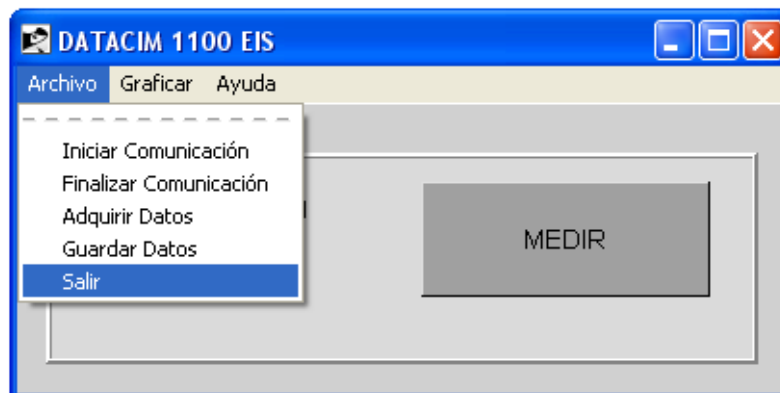 DATACIM 1100 EIS
Archivo Graficar Ayuda
Iniciar Comunicación
Finalizar Comunicación
Adquirir Datos
Guardar Datos
Salir
MEDIR